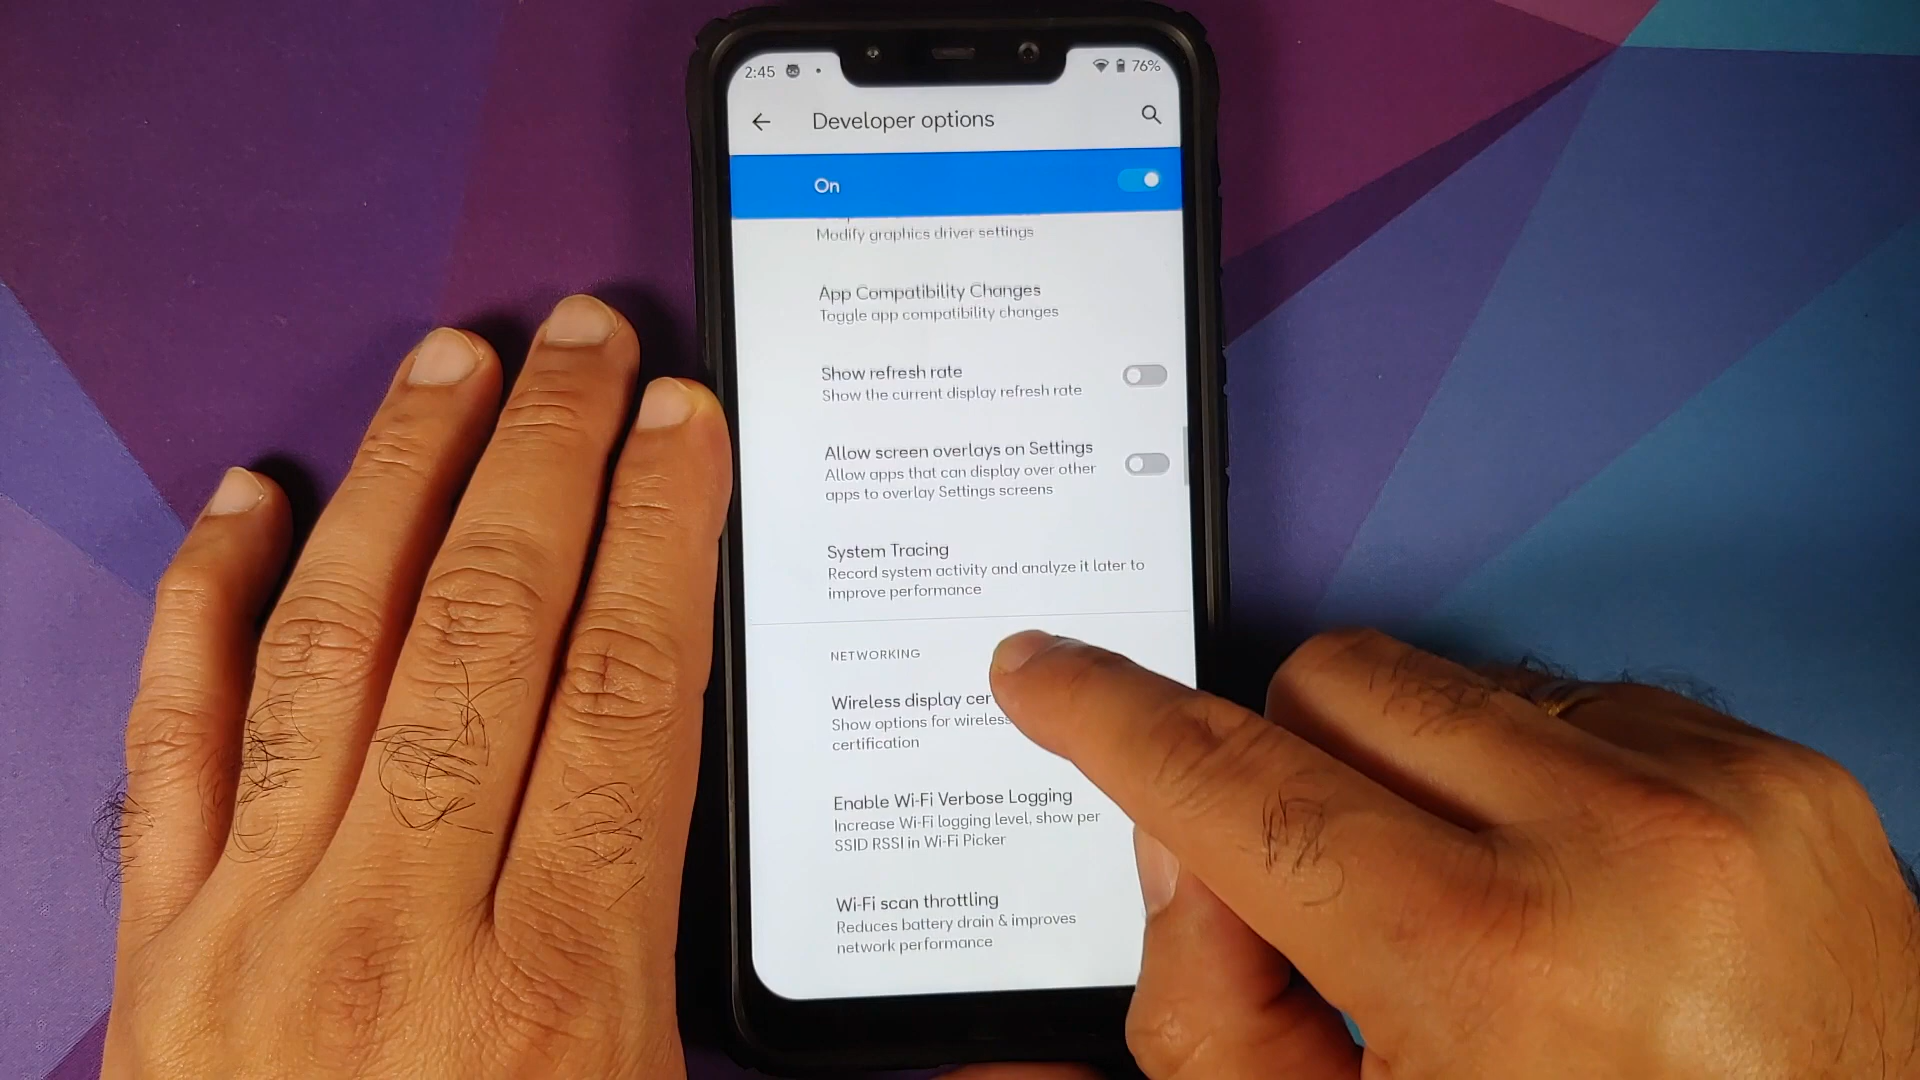 2:45
76%
Developer options
On
Modify graphics driver settings
App Compatibility Changes
Toggle app compatibility changes
Show refresh rate
Show the current display refresh rate
Allow screen overlays on Settings
Allow apps that can display over other
apps to overlay Settings screens
System Tracing
Record system activity and analyze it later to
improve performance
NETWORKING
Wireless display cer
Show options for wireless
certification
Enable Wi-Fi Verbose Logging
Increase Wi-Fi logging level, show per
SSID RSSI in Wi-Fi Picker
Wi-Fi scan throttling
Reduces battery drain & improves
network performance